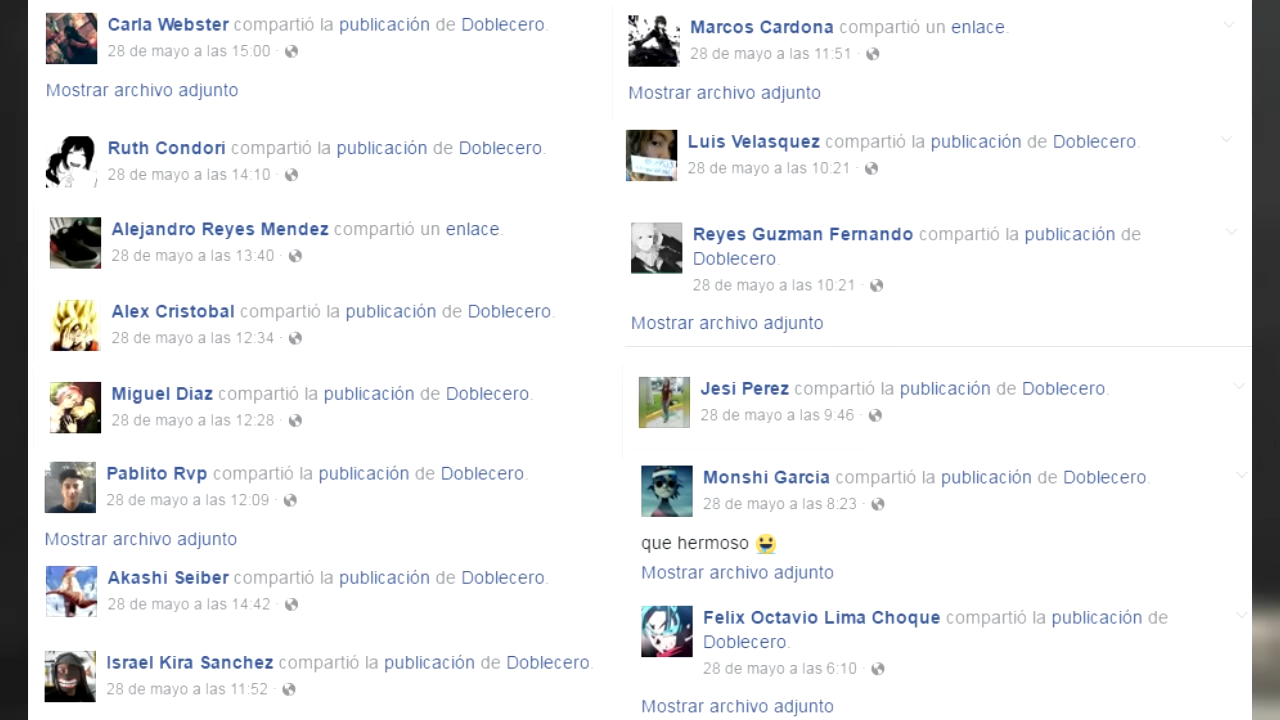 Carla Webster compartió la publicación de Doblecero.
28 de mayo a las 15:00 ·
Mostrar archivo adjunto
Ruth Condori compartió la publicación de Doblecero.
28 de mayo a las 14:10 ·
Alejandro Reyes Mendez compartió un enlace.
28 de mayo a las 13:40 ·
Alex Cristobal compartió la publicación de Doblecero.
28 de mayo a las 12:34 ·
Miguel Diaz compartió la publicación de Doblecero.
28 de mayo a las 12:28 ·
Pablito Rvp compartió la publicación de Doblecero.
28 de mayo a las 12:09 ·
Mostrar archivo adjunto
Akashi Seiber compartió la publicación de Doblecero.
28 de mayo a las 14:42 ·
Israel Kira Sanchez compartió la publicación de Doblecero.
28 de mayo a las 11:52 ·
Marcos Cardona compartió un enlace.
28 de mayo a las 11:51 ·
Mostrar archivo adjunto
Luis Velasquez compartió la publicación de Doblecero.
28 de mayo a las 10:21 ·
Reyes Guzman Fernando compartió la publicación de
Doblecero.
28 de mayo a las 10:21 ·
Mostrar archivo adjunto
Jesi Perez compartió la publicación de Doblecero.
28 de mayo a las 9:46 ·
Monshi Garcia compartió la publicación de Doblecero.
28 de mayo a las 8:23 ·
que hermoso
Mostrar archivo adjunto
Felix Octavio Lima Choque compartió la publicación de
Doblecero.
28 de mayo a las 6:10 ·
Mostrar archivo adjunto